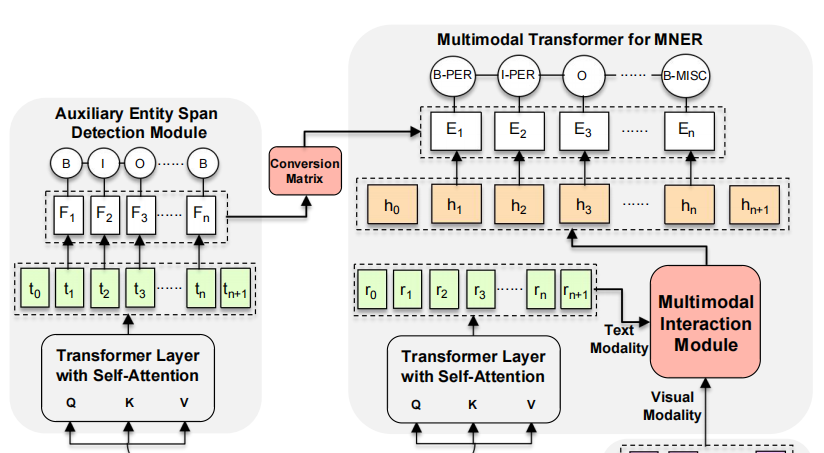 Multimodal Transformer for MNER
B-PER I-PER O ...... B-MISC
E1 E2 E3 ...... En
h0 h1 h2 h3 ...... hn hn+1
Auxiliary Entity Span
Detection Module
B I O ...... B
F1 F2 F3 ...... Fn
t0 t1 t2 t3 ...... tn tn+1
Transformer Layer
with Self-Attention
Q K V
Conversion
Matrix
r0 r1 r2 r3 ...... rn rn+1
Transformer Layer
with Self-Attention
Q K V
Text
Modality
Multimodal
Interaction
Module
Visual
Modality